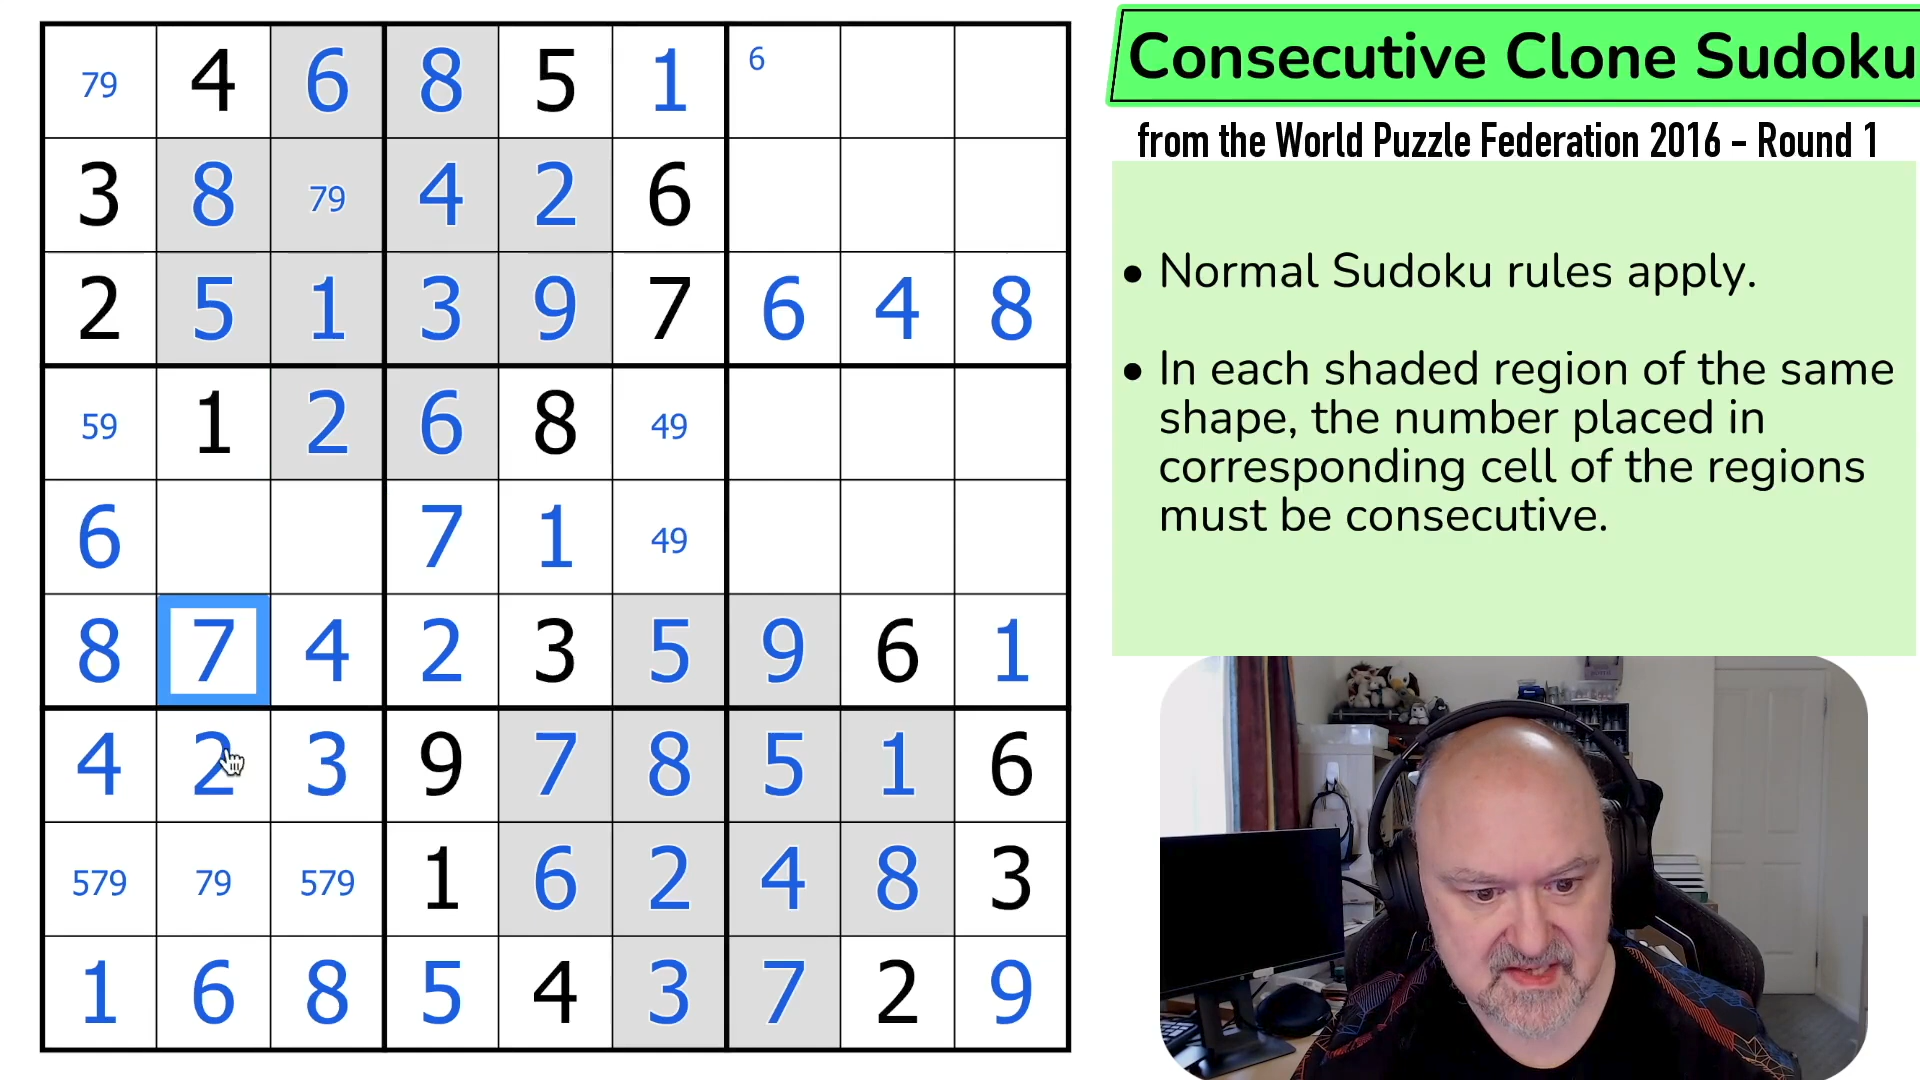 79 4 6 8 5 1 6
3 8 79 4 2 6
2 5 1 3 9 7 6 4 8
59 1 2 6 8 49
6 7 1 49
8 7 4 2 3 5 9 6 1
4 2 3 9 7 8 5 1 6
579 79 579 1 6 2 4 8 3
1 6 8 5 4 3 7 2 9
Consecutive Clone Sudoku
from the World Puzzle Federation 2016 - Round 1
• Normal Sudoku rules apply.
• In each shaded region of the same
shape, the number placed in
corresponding cell of the regions
must be consecutive.